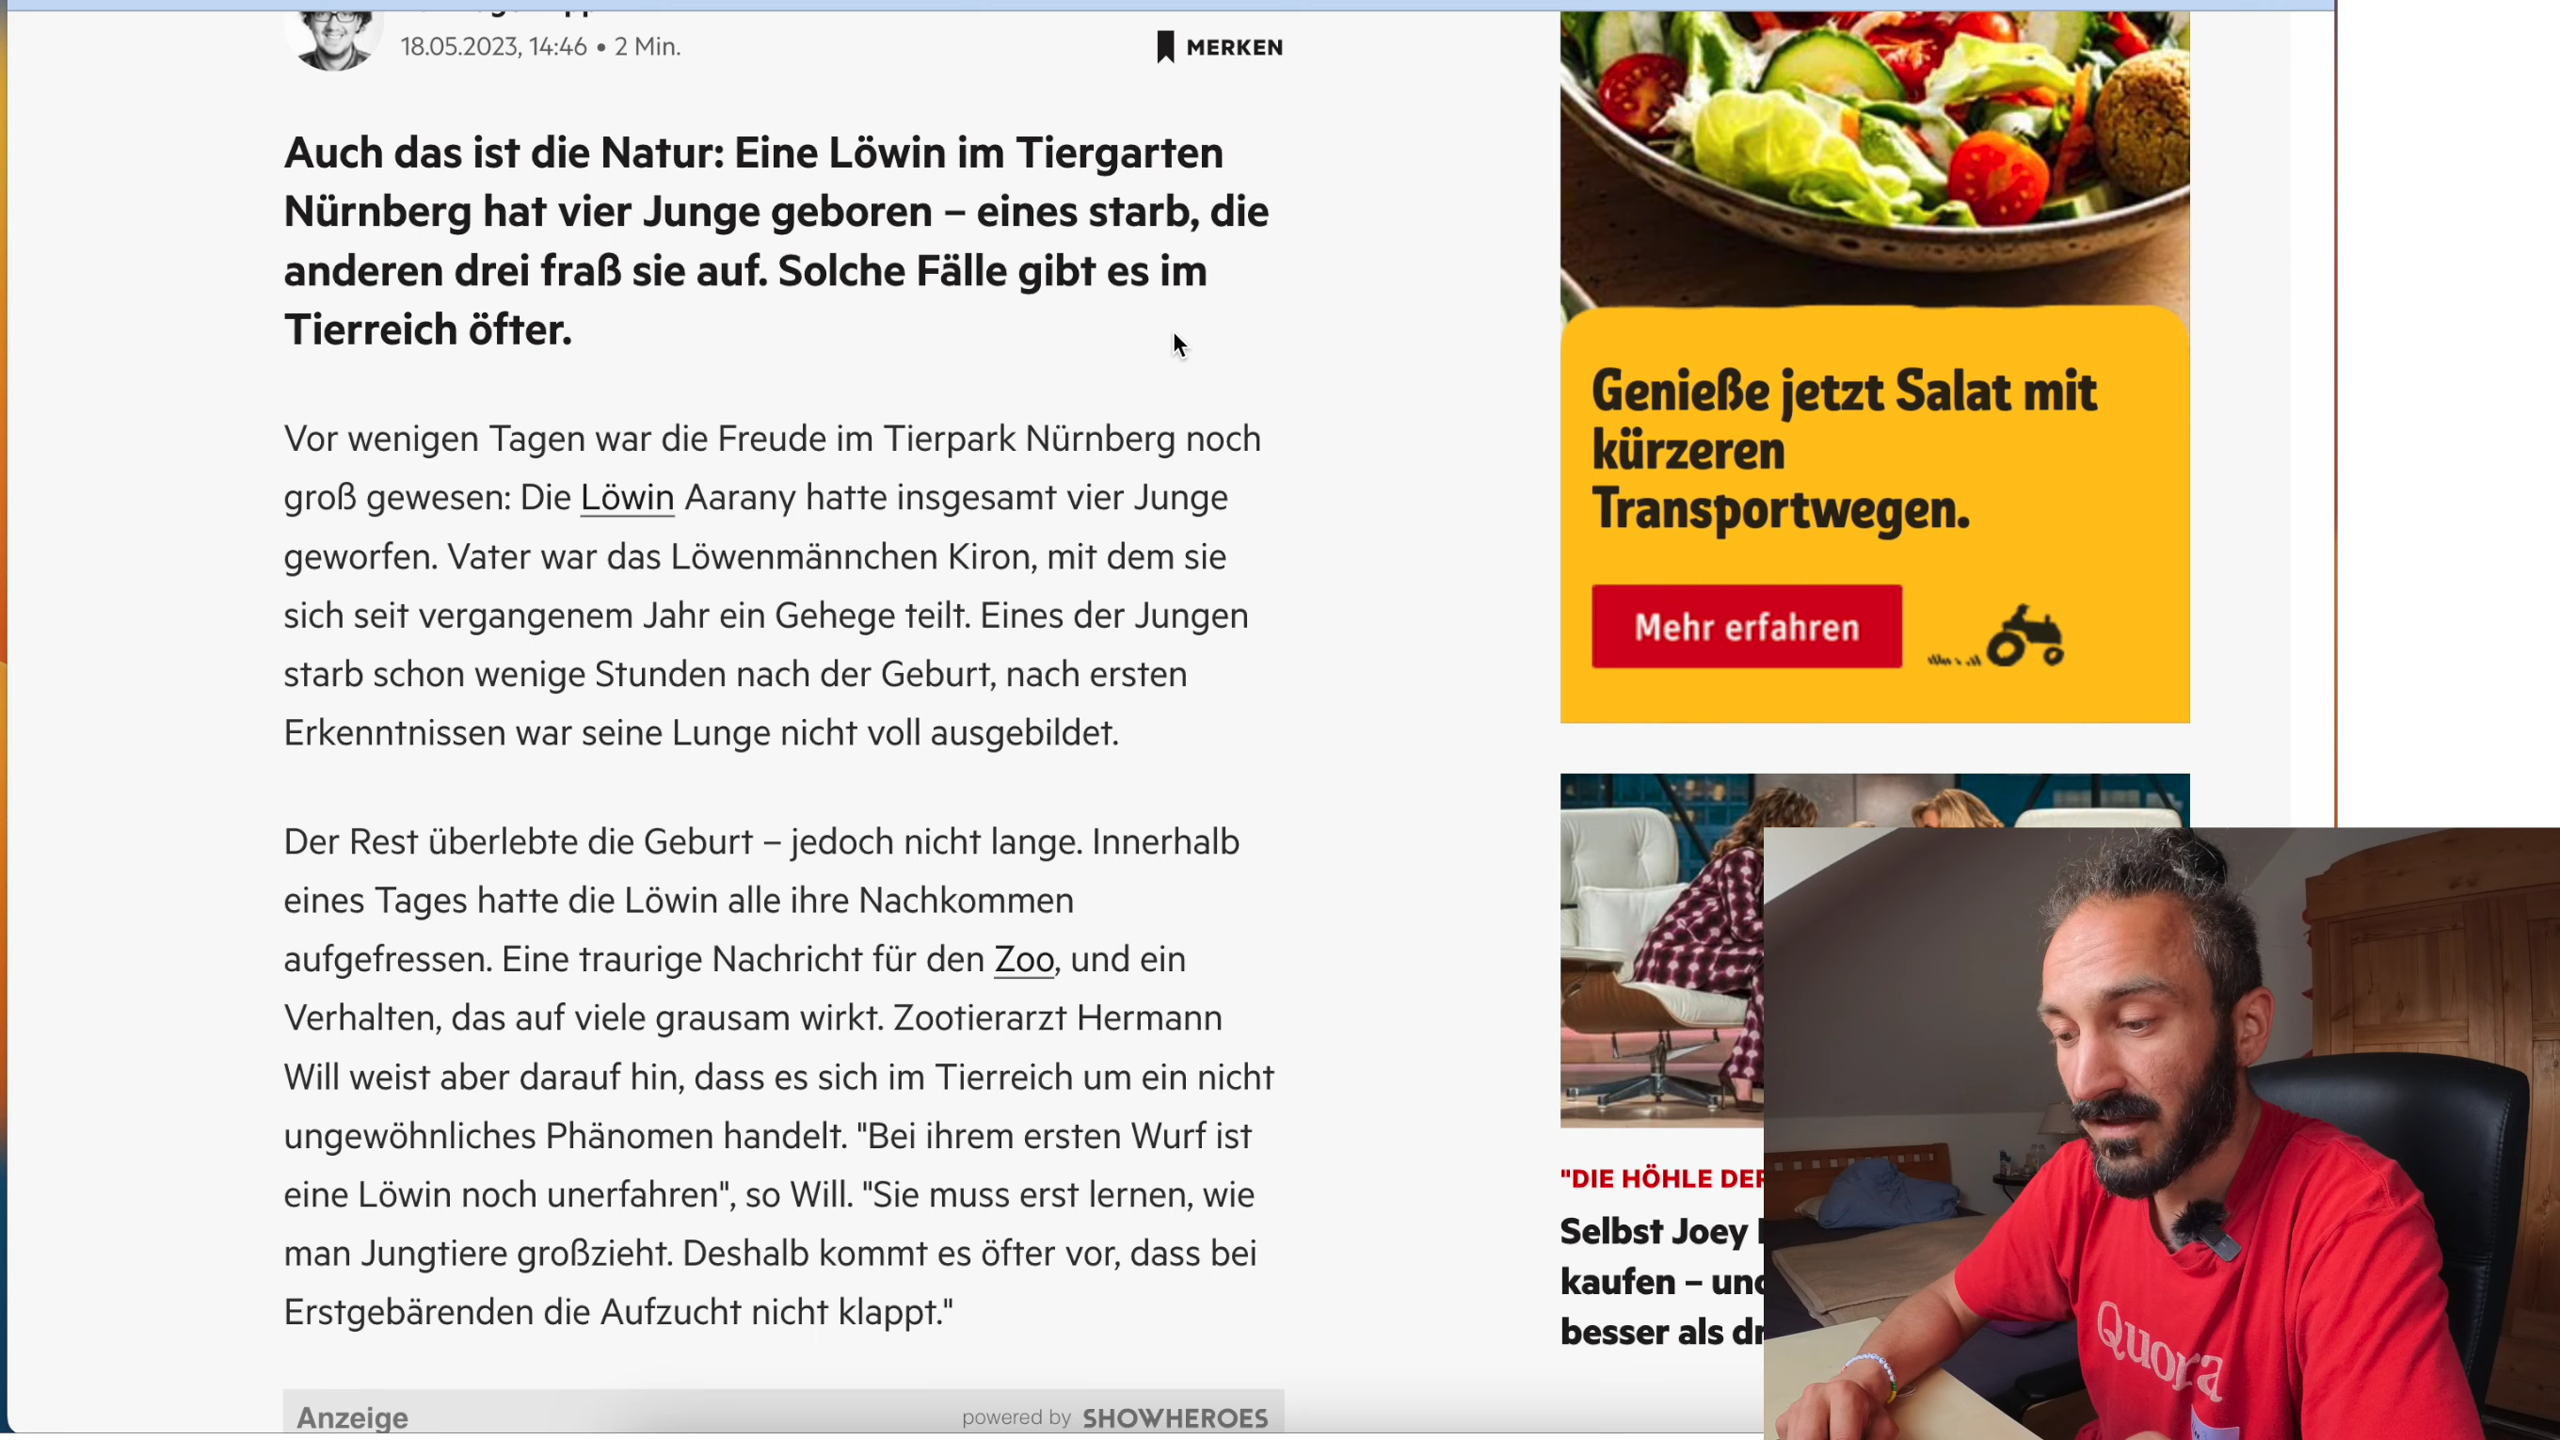 18.05.2023, 14:46 • 2 Min.
MERKEN
Auch das ist die Natur: Eine Löwin im Tiergarten
Nürnberg hat vier Junge geboren – eines starb, die
anderen drei fraß sie auf. Solche Fälle gibt es im
Tierreich öfter.
Vor wenigen Tagen war die Freude im Tierpark Nürnberg noch
groß gewesen: Die Löwin Aarany hatte insgesamt vier Junge
geworfen. Vater war das Löwenmännchen Kiron, mit dem sie
sich seit vergangenem Jahr ein Gehege teilt. Eines der Jungen
starb schon wenige Stunden nach der Geburt, nach ersten
Erkenntnissen war seine Lunge nicht voll ausgebildet.
Der Rest überlebte die Geburt – jedoch nicht lange. Innerhalb
eines Tages hatte die Löwin alle ihre Nachkommen
aufgefressen. Eine traurige Nachricht für den Zoo, und ein
Verhalten, das auf viele grausam wirkt. Zootierarzt Hermann
Will weist aber darauf hin, dass es sich im Tierreich um ein nicht
ungewöhnliches Phänomen handelt. "Bei ihrem ersten Wurf ist
eine Löwin noch unerfahren", so Will. "Sie muss erst lernen, wie
man Jungtiere großzieht. Deshalb kommt es öfter vor, dass bei
Erstgebärenden die Aufzucht nicht klappt."
Anzeige
powered by SHOWHEROES
Genieße jetzt Salat mit
kürzeren
Transportwegen.
Mehr erfahren
"DIE HÖHLE DER
Selbst Joey
kaufen –
besser als
Quora